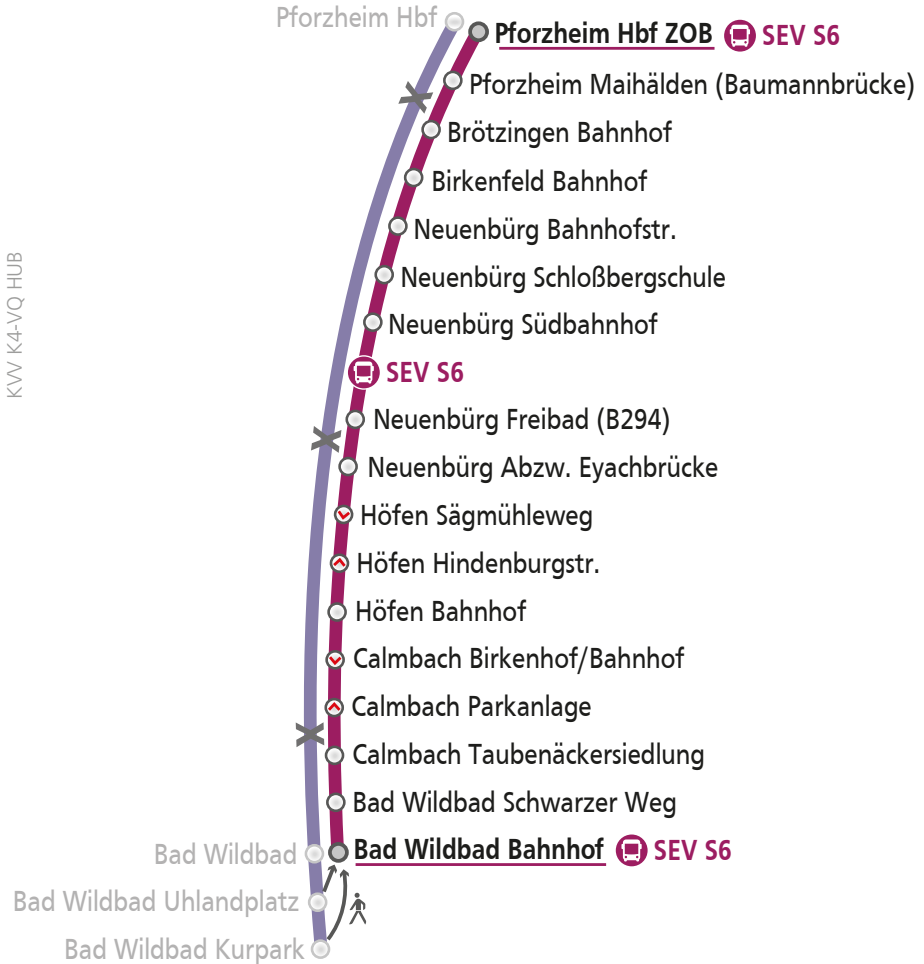 Pforzheim Hbf
Pforzheim Hbf ZOB SEV S6
Pforzheim Maihälden (Baumannbrücke)
Brötzingen Bahnhof
Birkenfeld Bahnhof
Neuenbürg Bahnhofstr.
Neuenbürg Schloßbergschule
Neuenbürg Südbahnhof
SEV S6
Neuenbürg Freibad (B294)
Neuenbürg Abzw. Eyachbrücke
Höfen Sägmühleweg
Höfen Hindenburgstr.
Höfen Bahnhof
Calmbach Birkenhof/Bahnhof
Calmbach Parkanlage
Calmbach Taubenäckersiedlung
Bad Wildbad Schwarzer Weg
Bad Wildbad
Bad Wildbad Bahnhof SEV S6
Bad Wildbad Uhlandplatz
Bad Wildbad Kurpark
KVV K4-VQ HUB